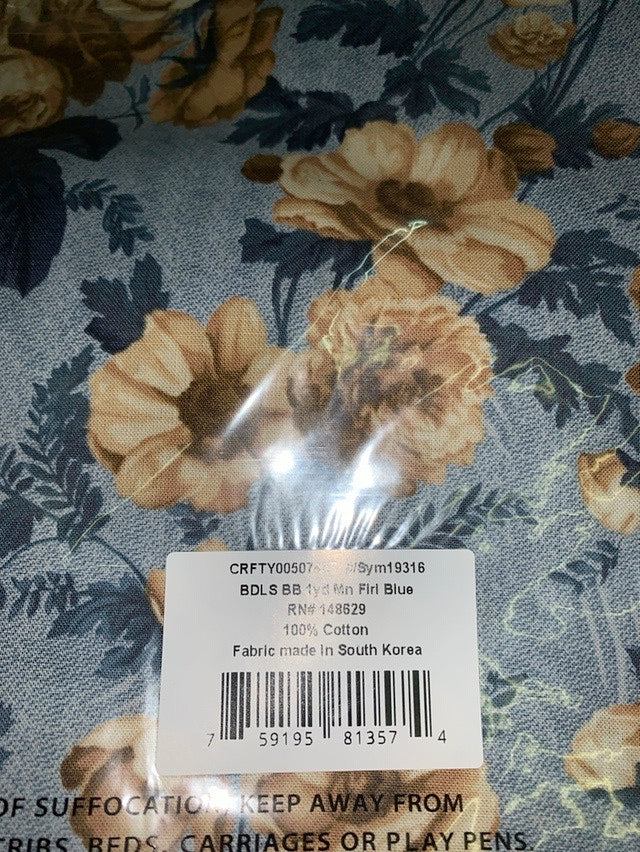 /Sym19316
BDLS BB 1yd Mn Flrl Blue
RN# 148629
100% Cotton
Fabric made in South Korea
7 59195 81357 4
OF SUFFOCATION, KEEP AWAY FROM
CRIBS, BEDS, CARRIAGES OR PLAY PENS.